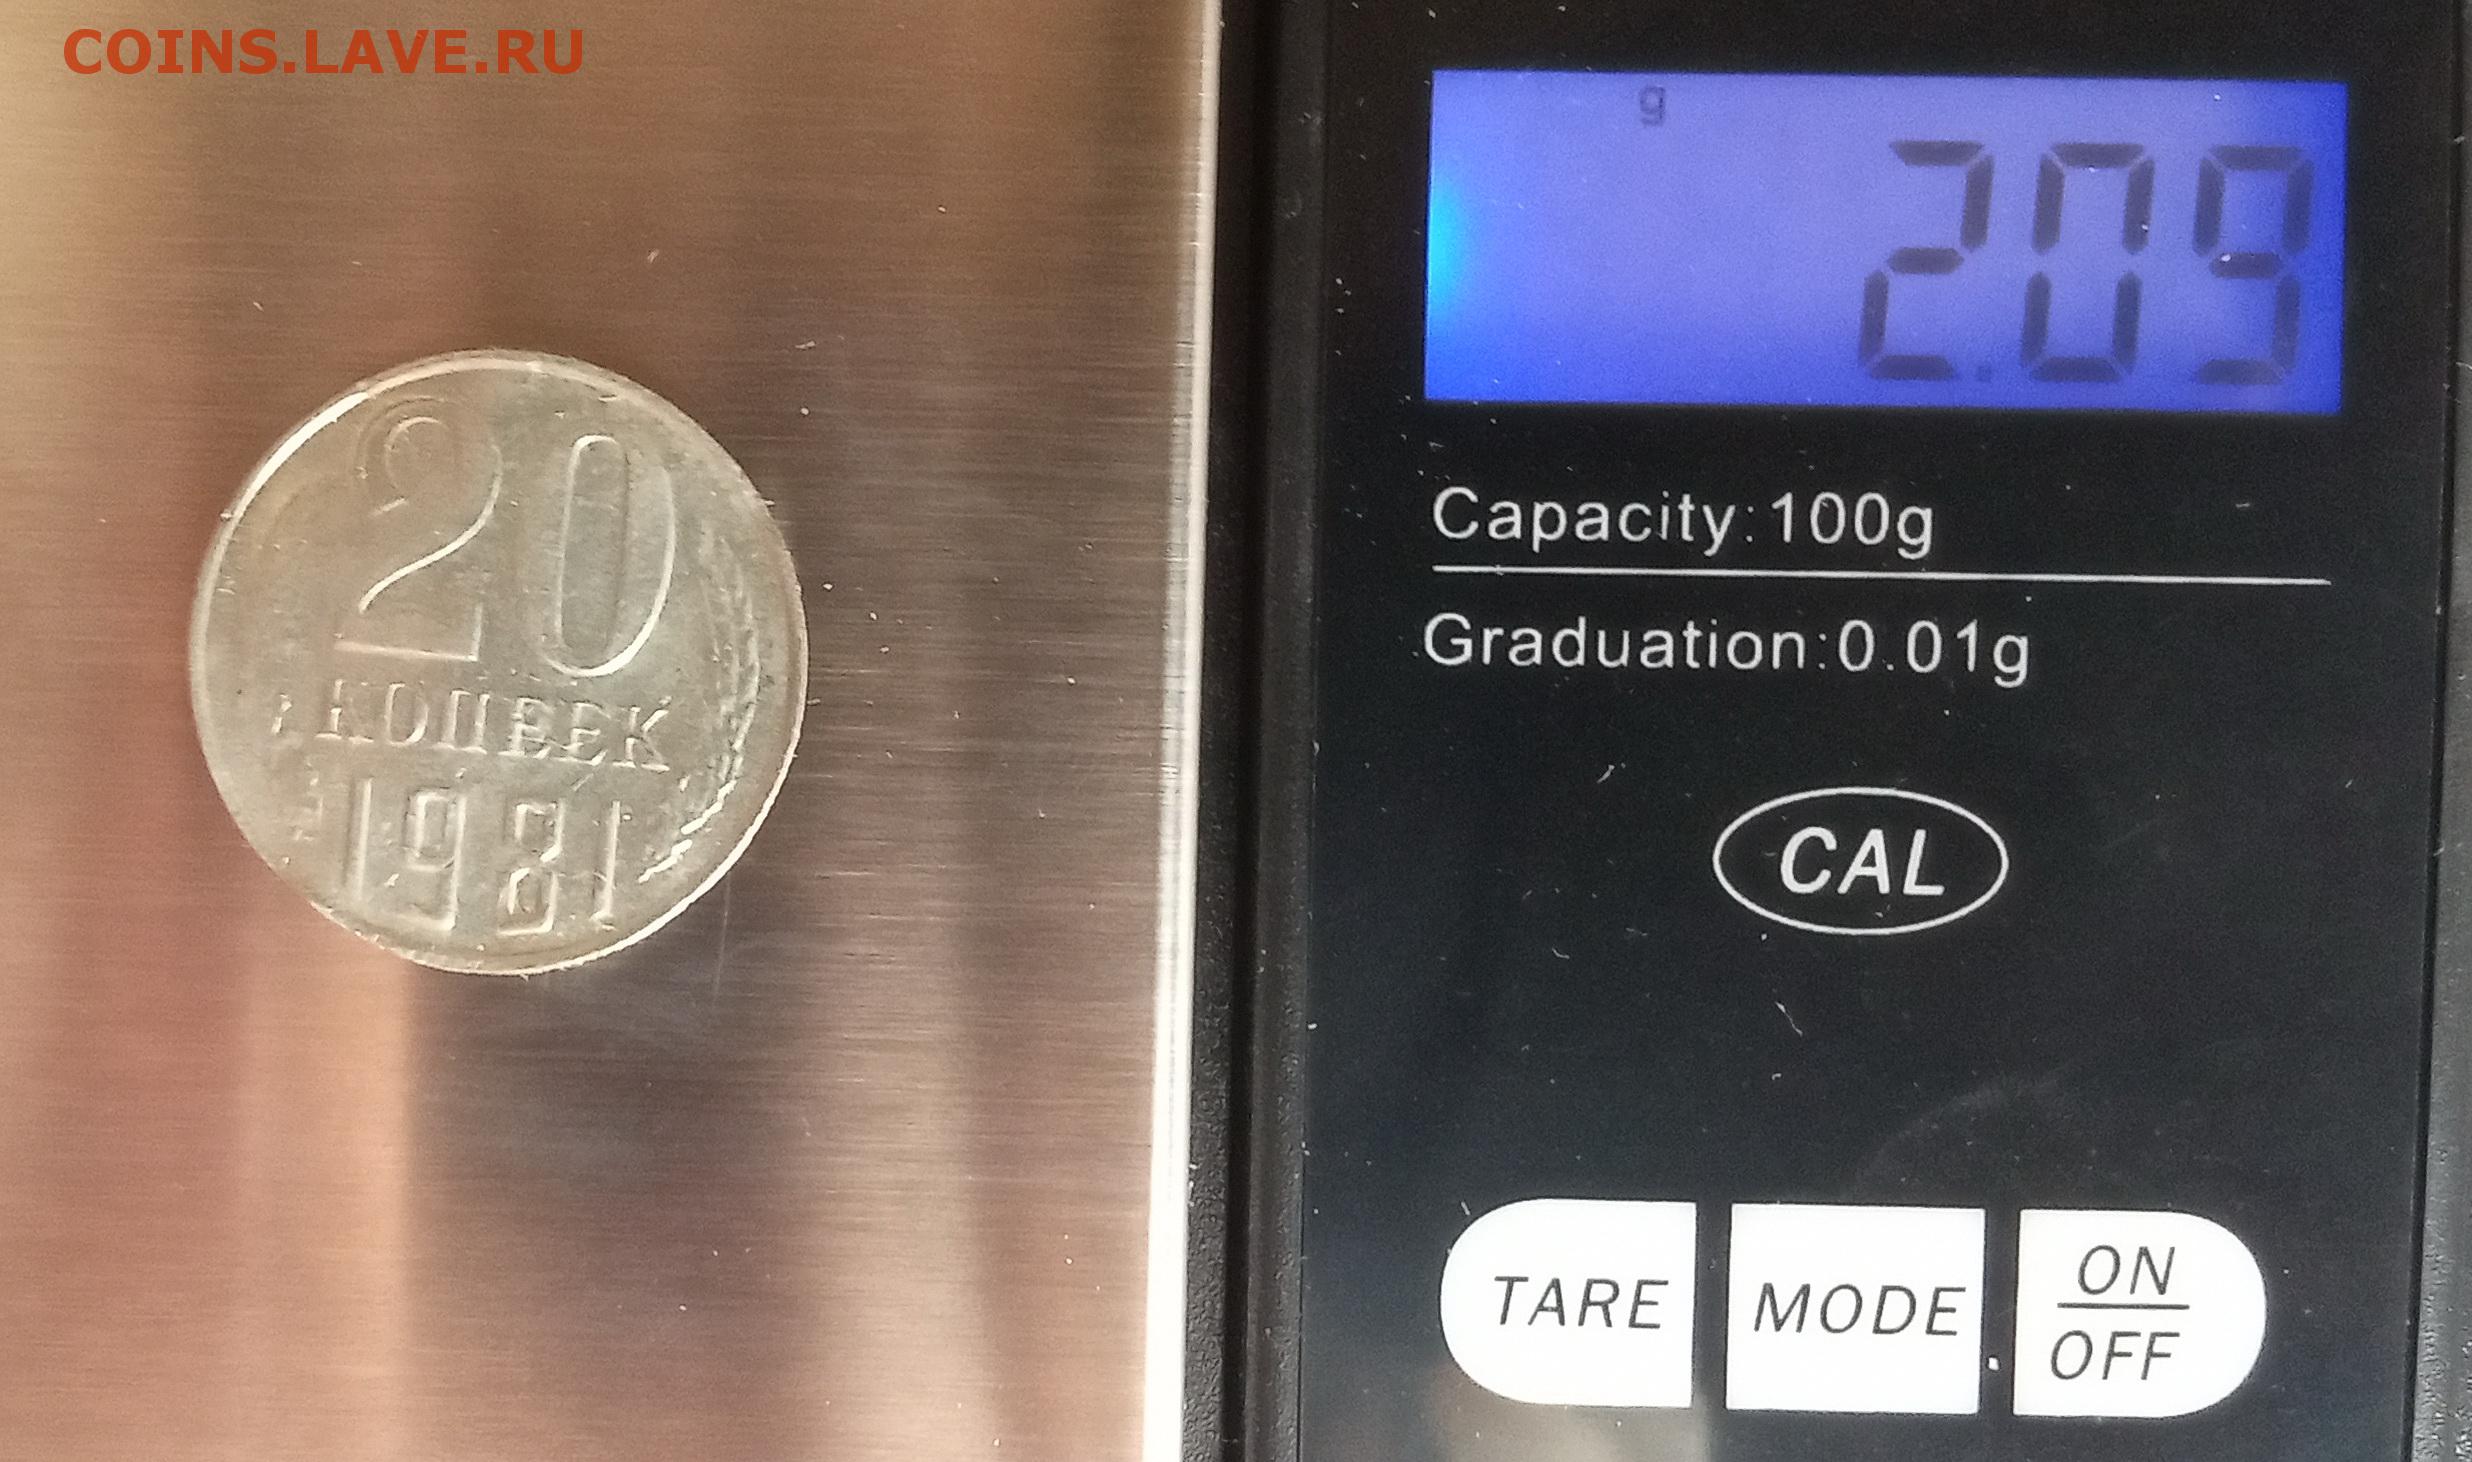 COINS.LAVE.RU
20
КОПЕЕК
1981
g
2.09
Capacity:100g
Graduation:0.01g
CAL
TARE
MODE
ON
OFF